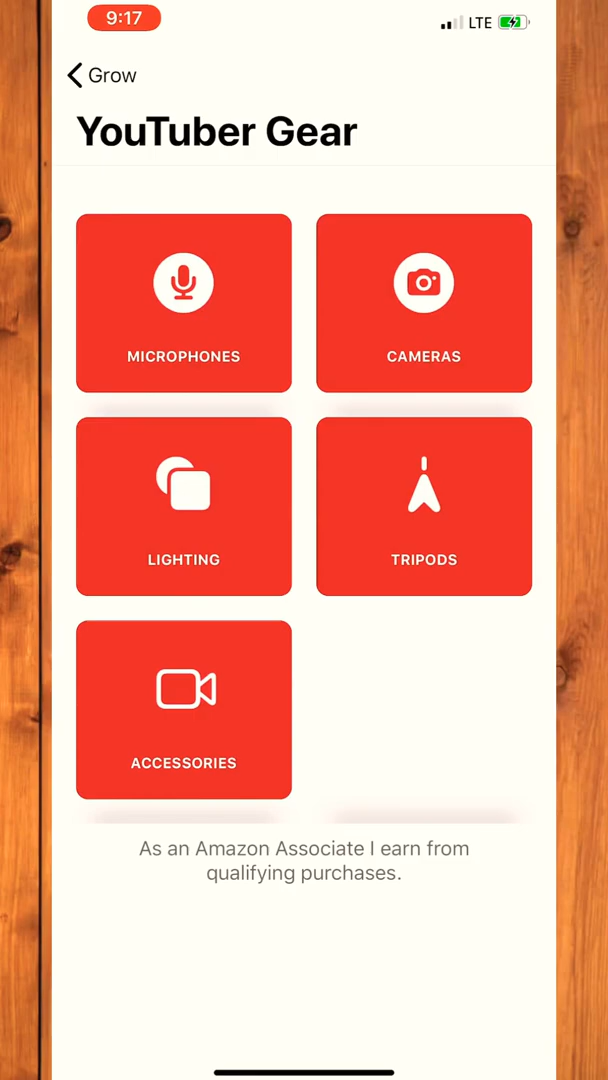 9:17
LTE
Grow
YouTuber Gear
MICROPHONES
CAMERAS
LIGHTING
TRIPODS
ACCESSORIES
As an Amazon Associate I earn from
qualifying purchases.